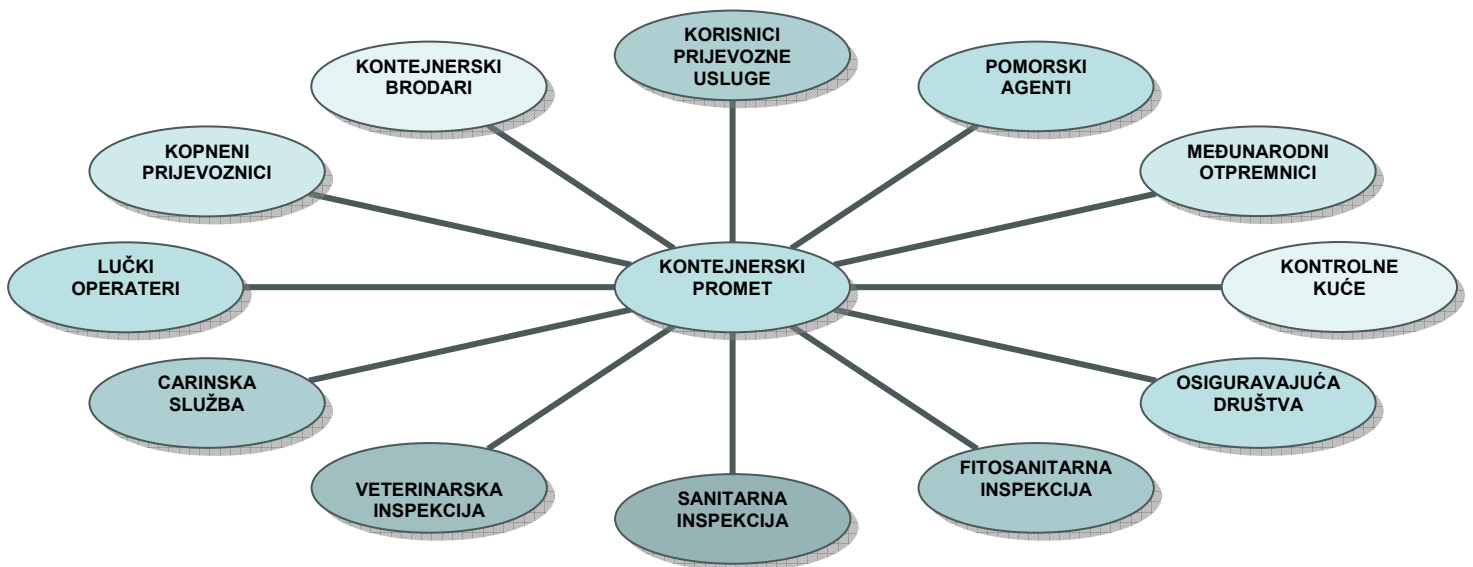 KORISNICI
PRIJEVOZNE
USLUGE
KONTEJNERSKI
BRODARI
POMORSKI
AGENTI
KOPNENI
PRIJEVOZNICI
MEĐUNARODNI
OTPREMNICI
LUČKI
OPERATERI
KONTEJNERSKI
PROMET
KONTROLNE
KUĆE
CARINSKA
SLUŽBA
OSIGURAVAJUĆA
DRUŠTVA
VETERINARSKA
INSPEKCIJA
SANITARNA
INSPEKCIJA
FITOSANITARNA
INSPEKCIJA